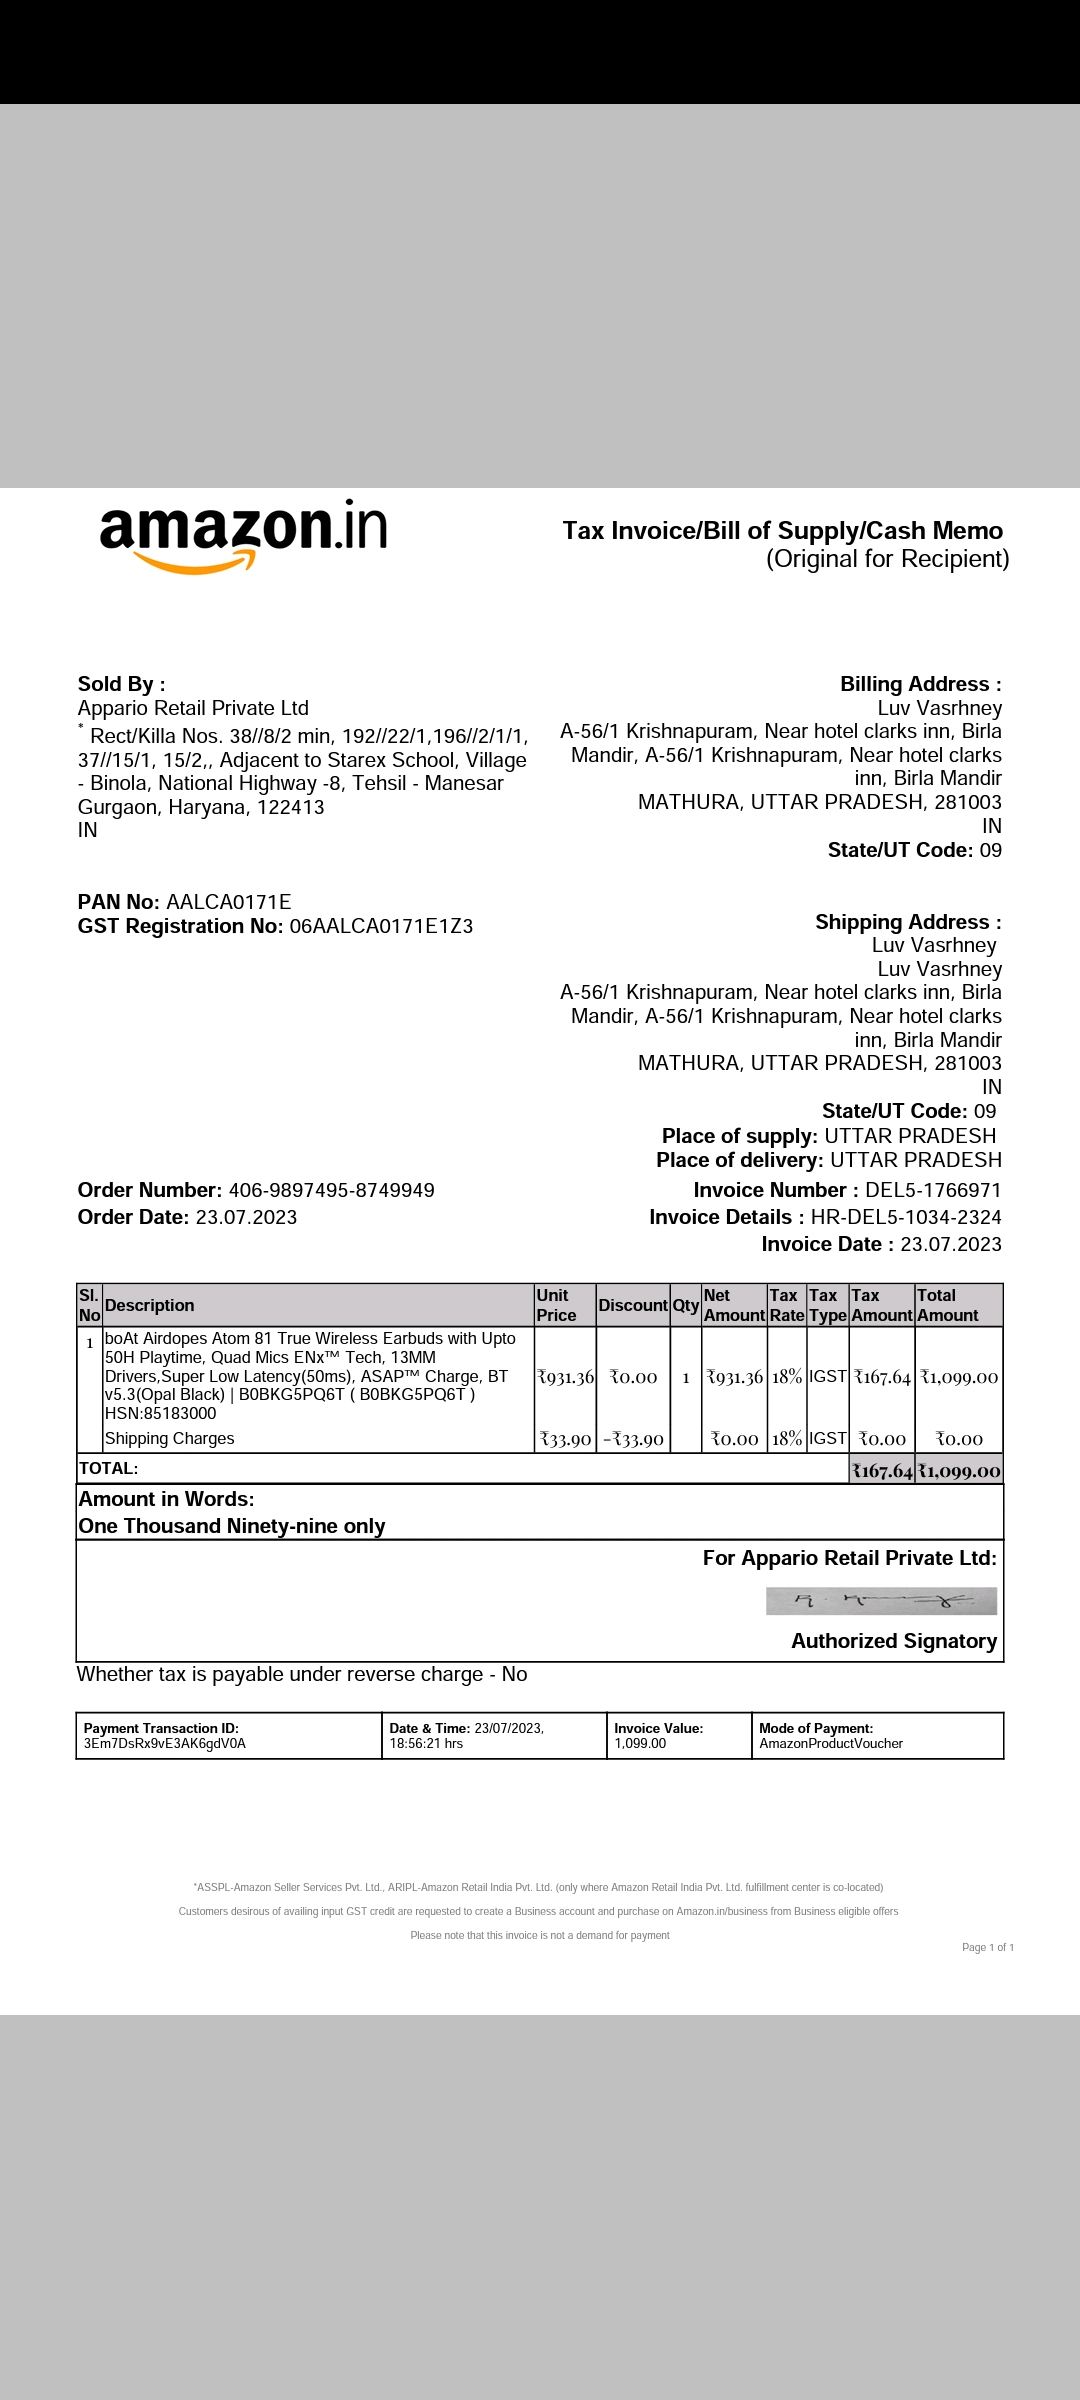 amazon.in
Tax Invoice/Bill of Supply/Cash Memo
(Original for Recipient)
Sold By :
Appario Retail Private Ltd
* Rect/Killa Nos. 38//8/2 min, 192//22/1,196//2/1/1,
37//15/1, 15/2,, Adjacent to Starex School, Village
- Binola, National Highway -8, Tehsil - Manesar
Gurgaon, Haryana, 122413
IN
PAN No: AALCA0171E
GST Registration No: 06AALCA0171E1Z3
Billing Address :
Luv Vasrhney
A-56/1 Krishnapuram, Near hotel clarks inn, Birla
Mandir, A-56/1 Krishnapuram, Near hotel clarks
inn, Birla Mandir
MATHURA, UTTAR PRADESH, 281003
IN
State/UT Code: 09
Shipping Address :
Luv Vasrhney
Luv Vasrhney
A-56/1 Krishnapuram, Near hotel clarks inn, Birla
Mandir, A-56/1 Krishnapuram, Near hotel clarks
inn, Birla Mandir
MATHURA, UTTAR PRADESH, 281003
IN
State/UT Code: 09
Place of supply: UTTAR PRADESH
Place of delivery: UTTAR PRADESH
Order Number: 406-9897495-8749949
Order Date: 23.07.2023
Invoice Number : DEL5-1766971
Invoice Details : HR-DEL5-1034-2324
Invoice Date : 23.07.2023
Sl. No Description Unit Price Discount Qty Net Amount Tax Rate Tax Type Tax Amount Total Amount
1 boAt Airdopes Atom 81 True Wireless Earbuds with Upto
50H Playtime, Quad Mics ENx™ Tech, 13MM
Drivers,Super Low Latency(50ms), ASAP™ Charge, BT
v5.3(Opal Black) | B0BKG5PQ6T ( B0BKG5PQ6T )
HSN:85183000
₹931.36 ₹0.00 1 ₹931.36 18% IGST ₹167.64 ₹1,099.00
Shipping Charges ₹33.90 -₹33.90 ₹0.00 18% IGST ₹0.00 ₹0.00
TOTAL: ₹167.64 ₹1,099.00
Amount in Words:
One Thousand Ninety-nine only
For Appario Retail Private Ltd:
Authorized Signatory
Whether tax is payable under reverse charge - No
Payment Transaction ID:
3Em7DsRx9vE3AK6gdV0A
Date & Time: 23/07/2023,
18:56:21 hrs
Invoice Value:
1,099.00
Mode of Payment:
AmazonProductVoucher
*ASSPL-Amazon Seller Services Pvt. Ltd., ARIPL-Amazon Retail India Pvt. Ltd. (only where Amazon Retail India Pvt. Ltd. fulfillment center is co-located)
Customers desirous of availing input GST credit are requested to create a Business account and purchase on Amazon.in/business from Business eligible offers
Please note that this invoice is not a demand for payment
Page 1 of 1